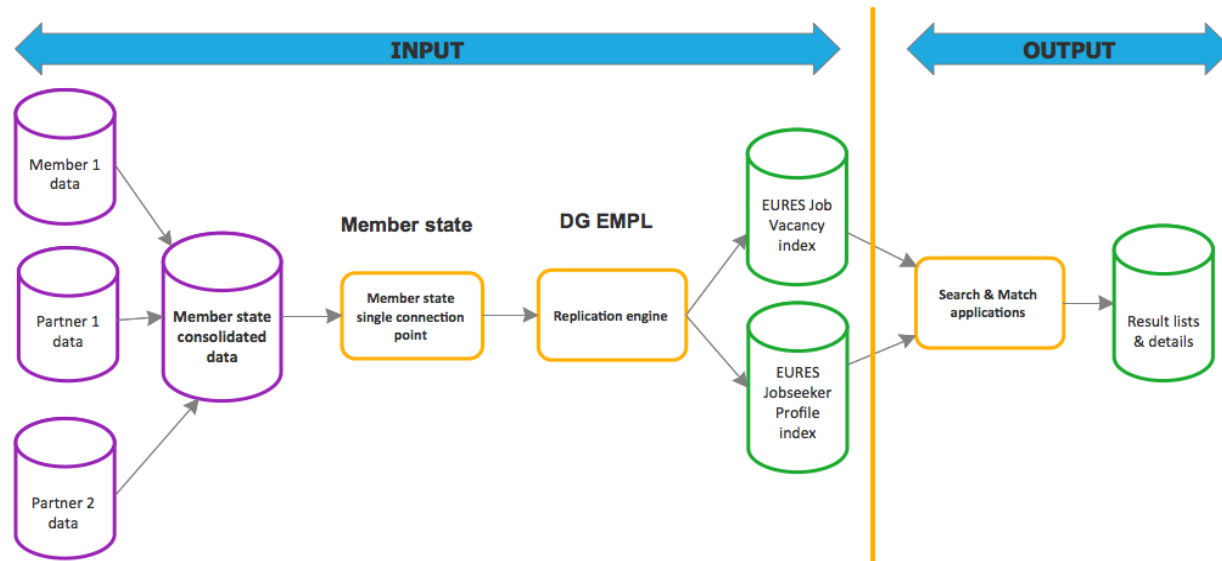 INPUT
OUTPUT
Member 1
data
Partner 1
data
Partner 2
data
Member state
consolidated
data
Member state
Member state
single connection
point
DG EMPL
Replication engine
EURES Job
Vacancy
index
EURES
Jobseeker
Profile
index
Search & Match
applications
Result lists
& details